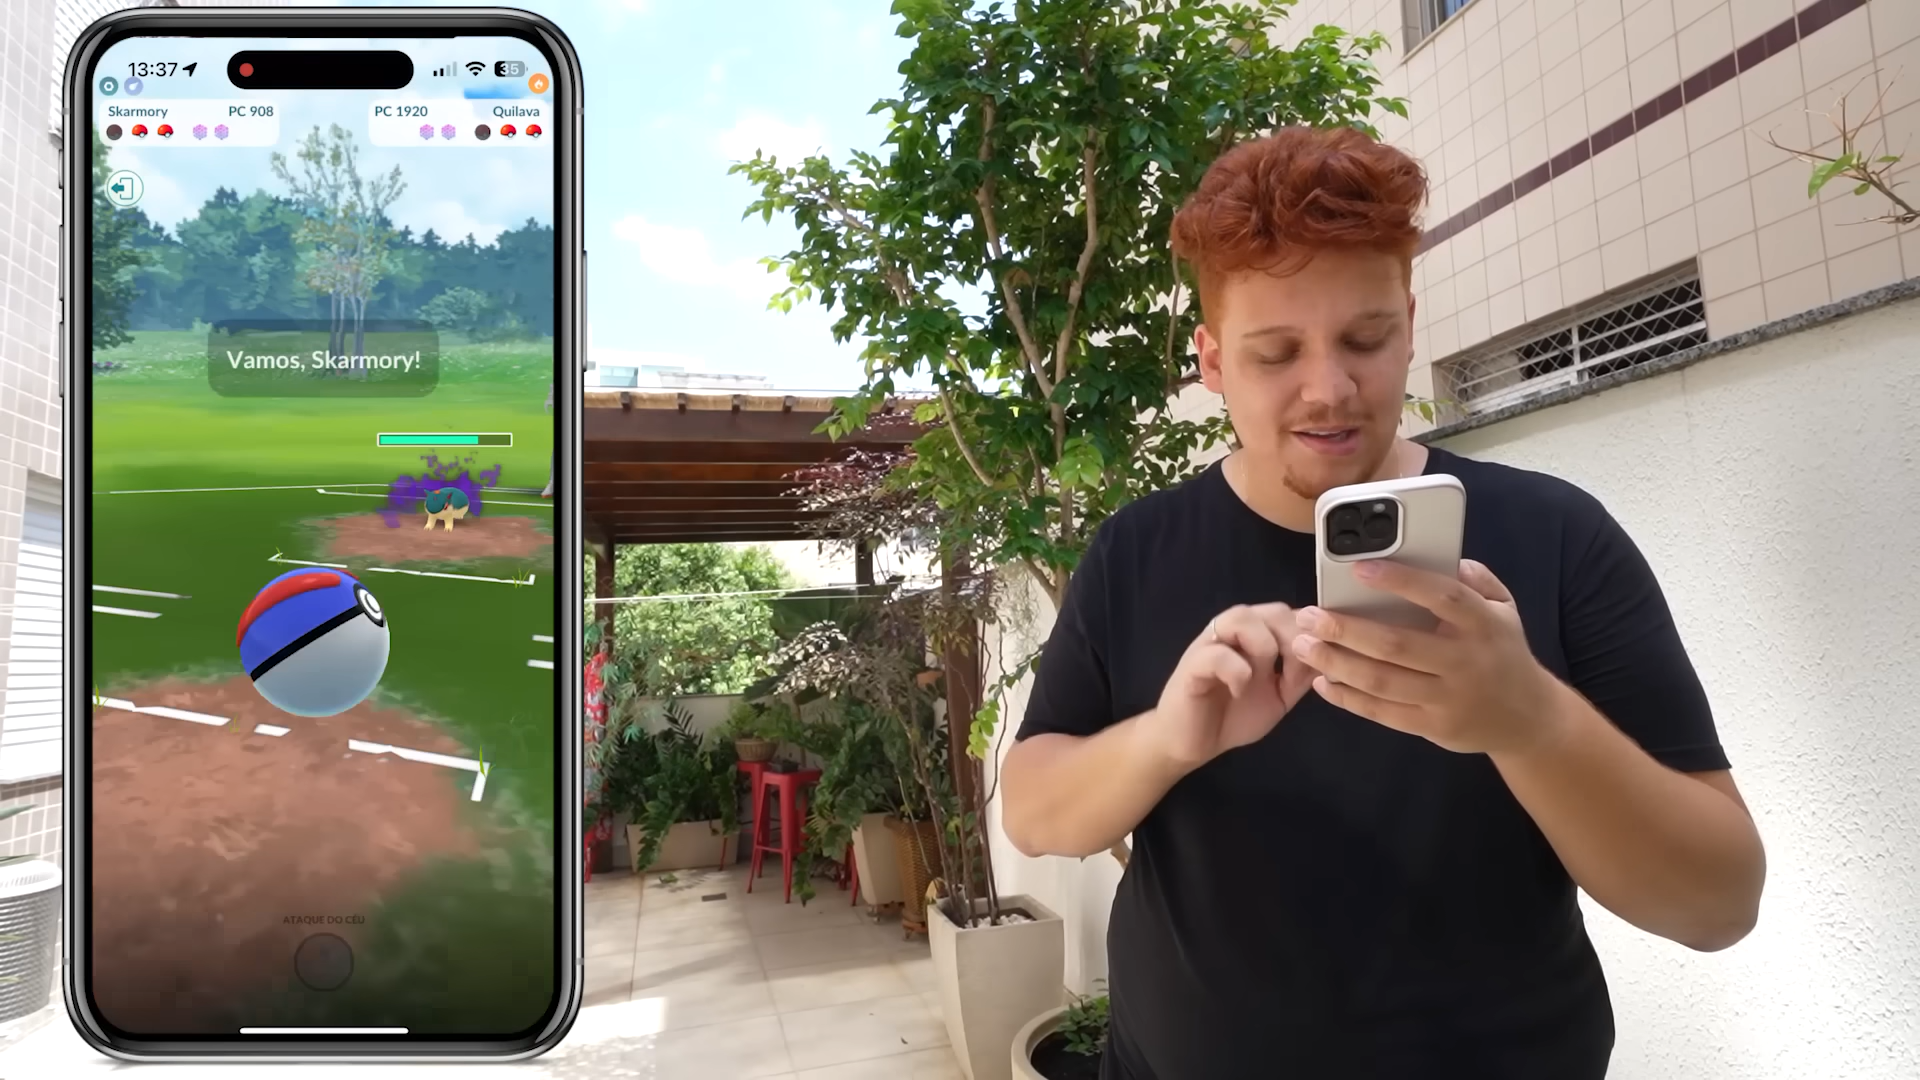 13:37
35
Skarmory PC 908
PC 1920 Quilava
Vamos, Skarmory!
ATAQUE DO CÉU